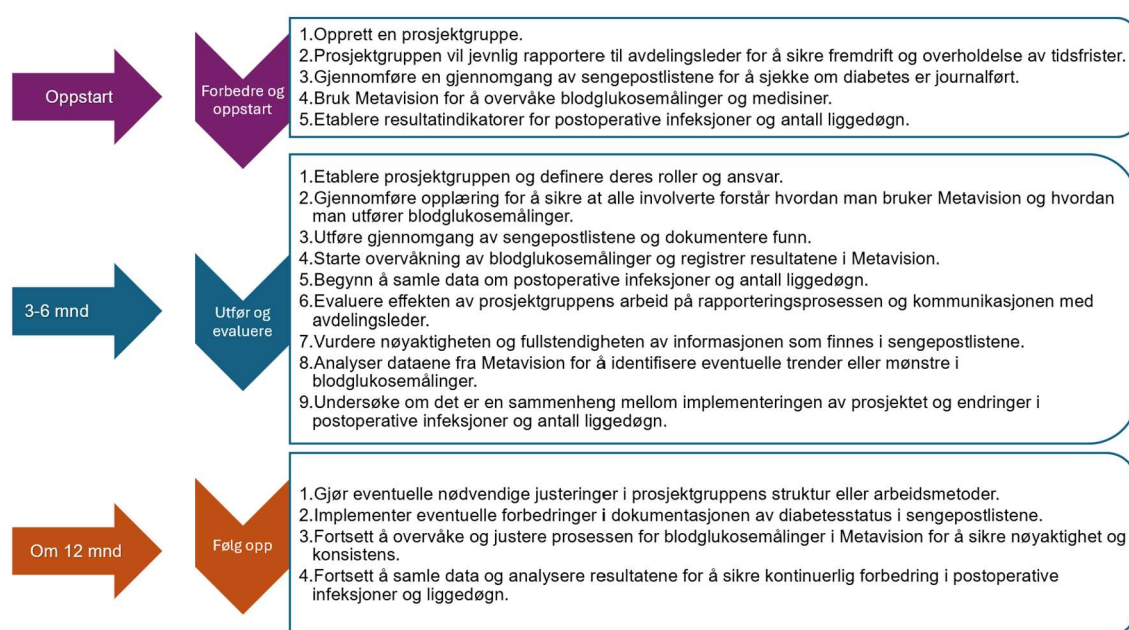 Oppstart
Forbedre og
oppstart
1.Opprett en prosjektgruppe.
2.Prosjektgruppen vil jevnlig rapportere til avdelingsleder for å sikre fremdrift og overholdelse av tidsfrister.
3.Gjennomføre en gjennomgang av sengepostlistene for å sjekke om diabetes er journalført.
4.Bruk Metavision for å overvåke blodglukosemålinger og medisiner.
5.Etablere resultatindikatorer for postoperative infeksjoner og antall liggedøgn.
3-6 mnd
Utfør og
evaluere
1.Etablere prosjektgruppen og definere deres roller og ansvar.
2.Gjennomføre opplæring for å sikre at alle involverte forstår hvordan man bruker Metavision og hvordan
man utfører blodglukosemålinger.
3.Utføre gjennomgang av sengepostlistene og dokumentere funn.
4.Starte overvåkning av blodglukosemålinger og registrer resultatene i Metavision.
5.Begynn å samle data om postoperative infeksjoner og antall liggedøgn.
6.Evaluere effekten av prosjektgruppens arbeid på rapporteringsprosessen og kommunikasjonen med
avdelingsleder.
7.Vurdere nøyaktigheten og fullstendigheten av informasjonen som finnes i sengepostlistene.
8.Analyser dataene fra Metavision for å identifisere eventuelle trender eller mønstre i
blodglukosemålinger.
9.Undersøke om det er en sammenheng mellom implementeringen av prosjektet og endringer i
postoperative infeksjoner og antall liggedøgn.
Om 12 mnd
Følg opp
1.Gjør eventuelle nødvendige justeringer i prosjektgruppens struktur eller arbeidsmetoder.
2.Implementer eventuelle forbedringer i dokumentasjonen av diabetesstatus i sengepostlistene.
3.Fortsett å overvåke og justere prosessen for blodglukosemålinger i Metavision for å sikre nøyaktighet og
konsistens.
4.Fortsett å samle data og analysere resultatene for å sikre kontinuerlig forbedring i postoperative
infeksjoner og liggedøgn.